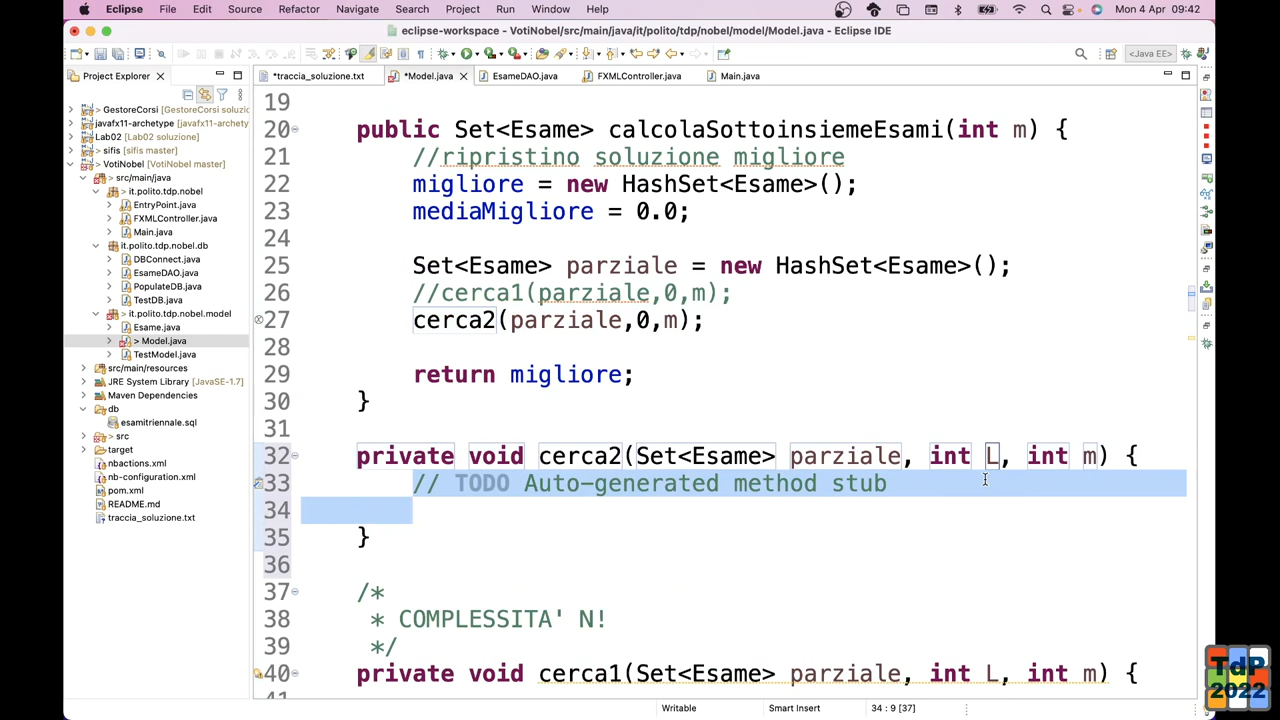 Eclipse File Edit Source Refactor Navigate Search Project Run Window Help Mon 4 Apr 09:42
eclipse-workspace - VotiNobel/src/main/java/it/polito/tdp/nobel/model/Model.java - Eclipse IDE
<Java EE>
Project Explorer
*traccia_soluzione.txt *Model.java EsameDAO.java FXMLController.java Main.java
> GestoreCorsi [GestoreCorsi soluzio
javafx11-archetype [javafx11-archety
Lab02 [Lab02 soluzione]
> sifis [sifis master]
VotiNobel [VotiNobel master]
> src/main/java
> it.polito.tdp.nobel
EntryPoint.java
FXMLController.java
Main.java
it.polito.tdp.nobel.db
DBConnect.java
EsameDAO.java
PopulateDB.java
TestDB.java
> it.polito.tdp.nobel.model
Esame.java
> Model.java
TestModel.java
src/main/resources
JRE System Library [JavaSE-1.7]
Maven Dependencies
db
esamitriennale.sql
> src
target
nbactions.xml
nb-configuration.xml
pom.xml
README.md
traccia_soluzione.txt
19
20 public Set<Esame> calcolaSottoinsiemeEsami(int m) {
21 //ripristino soluzione migliore
22 migliore = new HashSet<Esame>();
23 mediaMigliore = 0.0;
24
25 Set<Esame> parziale = new HashSet<Esame>();
26 //cerca1(parziale,0,m);
27 cerca2(parziale,0,m);
28
29 return migliore;
30 }
31
32 private void cerca2(Set<Esame> parziale, int L, int m) {
33 // TODO Auto-generated method stub
34
35 }
36
37 /*
38 * COMPLESSITA' N!
39 */
40 private void cerca1(Set<Esame> parziale, int L, int m) {
Writable Smart Insert 34 : 9 [37]
TdP
2022